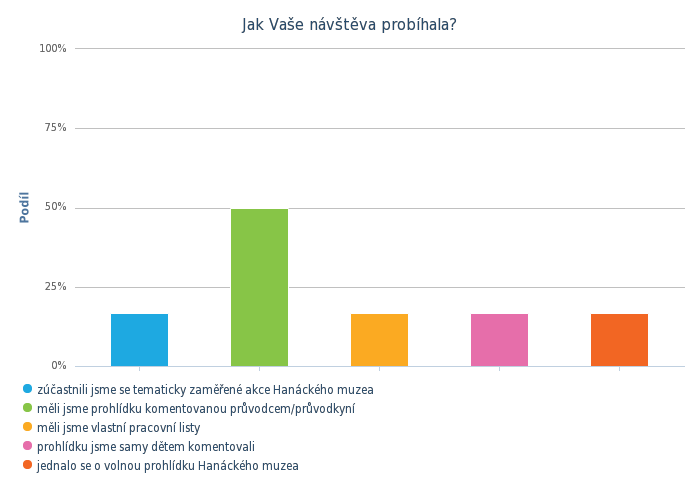 Jak Vaše návštěva probíhala?
100%
75%
50%
25%
0%
Podíl
zúčastnili jsme se tematicky zaměřené akce Hanáckého muzea
měli jsme prohlídku komentovanou průvodcem/průvodkyní
měli jsme vlastní pracovní listy
prohlídku jsme samy dětem komentovali
jednalo se o volnou prohlídku Hanáckého muzea